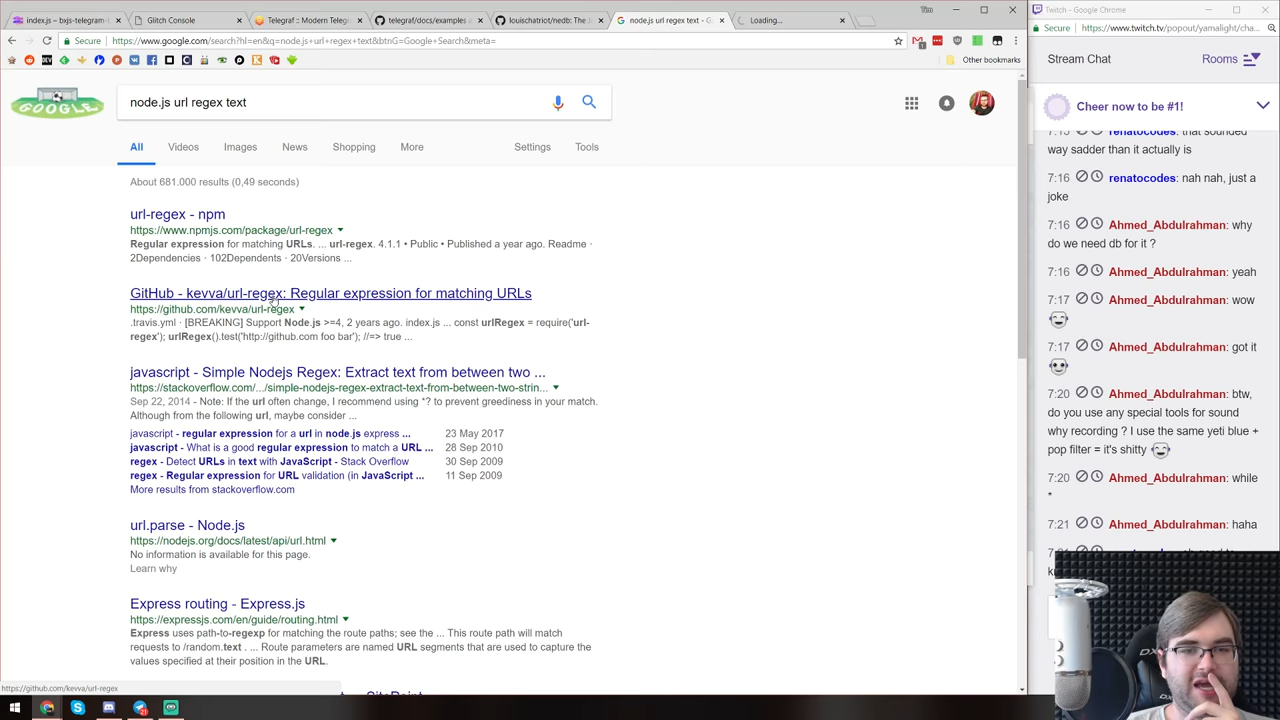 index.js – bxjs-telegram-b
Glitch Console
Telegraf :: Modern Telegra
telegraf/docs/examples a
louischatriot/nedb: The Ja
node.js url regex text - G
Loading...
Tim
Secure
https://www.google.com/search?hl=en&q=node.js+url+regex+text&btnG=Google+Search&meta=
Other bookmarks
node.js url regex text
All
Videos
Images
News
Shopping
More
Settings
Tools
About 681.000 results (0,49 seconds)
url-regex - npm
https://www.npmjs.com/package/url-regex
Regular expression for matching URLs. ... url-regex. 4.1.1 • Public • Published a year ago. Readme ·
2Dependencies · 102Dependents · 20Versions ...
GitHub - kevva/url-regex: Regular expression for matching URLs
https://github.com/kevva/url-regex
.travis.yml · [BREAKING] Support Node.js >=4, 2 years ago. index.js ... const urlRegex = require('url-
regex'); urlRegex().test('http://github.com foo bar'); //=> true ...
javascript - Simple Nodejs Regex: Extract text from between two ...
https://stackoverflow.com/.../simple-nodejs-regex-extract-text-from-between-two-strin...
Sep 22, 2014 - Note: If the url often change, I recommend using *? to prevent greediness in your match.
Although from the following url, maybe consider ...
javascript - regular expression for a url in node.js express ... 23 May 2017
javascript - What is a good regular expression to match a URL ... 28 Sep 2010
regex - Detect URLs in text with JavaScript - Stack Overflow 30 Sep 2009
regex - Regular expression for URL validation (in JavaScript ... 11 Sep 2009
More results from stackoverflow.com
url.parse - Node.js
https://nodejs.org/docs/latest/api/url.html
No information is available for this page.
Learn why
Express routing - Express.js
https://expressjs.com/en/guide/routing.html
Express uses path-to-regexp for matching the route paths; see the ... This route path will match
requests to /random.text . ... Route parameters are named URL segments that are used to capture the
values specified at their position in the URL.
https://github.com/kevva/url-regex
Twitch - Google Chrome
Secure
https://www.twitch.tv/popout/yamalight/cha...
Stream Chat
Rooms
Cheer now to be #1!
renatocodes: that sounded
way sadder than it actually is
7:16 renatocodes: nah nah, just a
joke
7:16 Ahmed_Abdulrahman: why
do we need db for it ?
7:16 Ahmed_Abdulrahman: yeah
7:17 Ahmed_Abdulrahman: wow
7:17 Ahmed_Abdulrahman: got it
7:20 Ahmed_Abdulrahman: btw,
do you use any special tools for sound
why recording ? I use the same yeti blue +
pop filter = it's shitty
7:20 Ahmed_Abdulrahman: while
*
7:21 Ahmed_Abdulrahman: haha